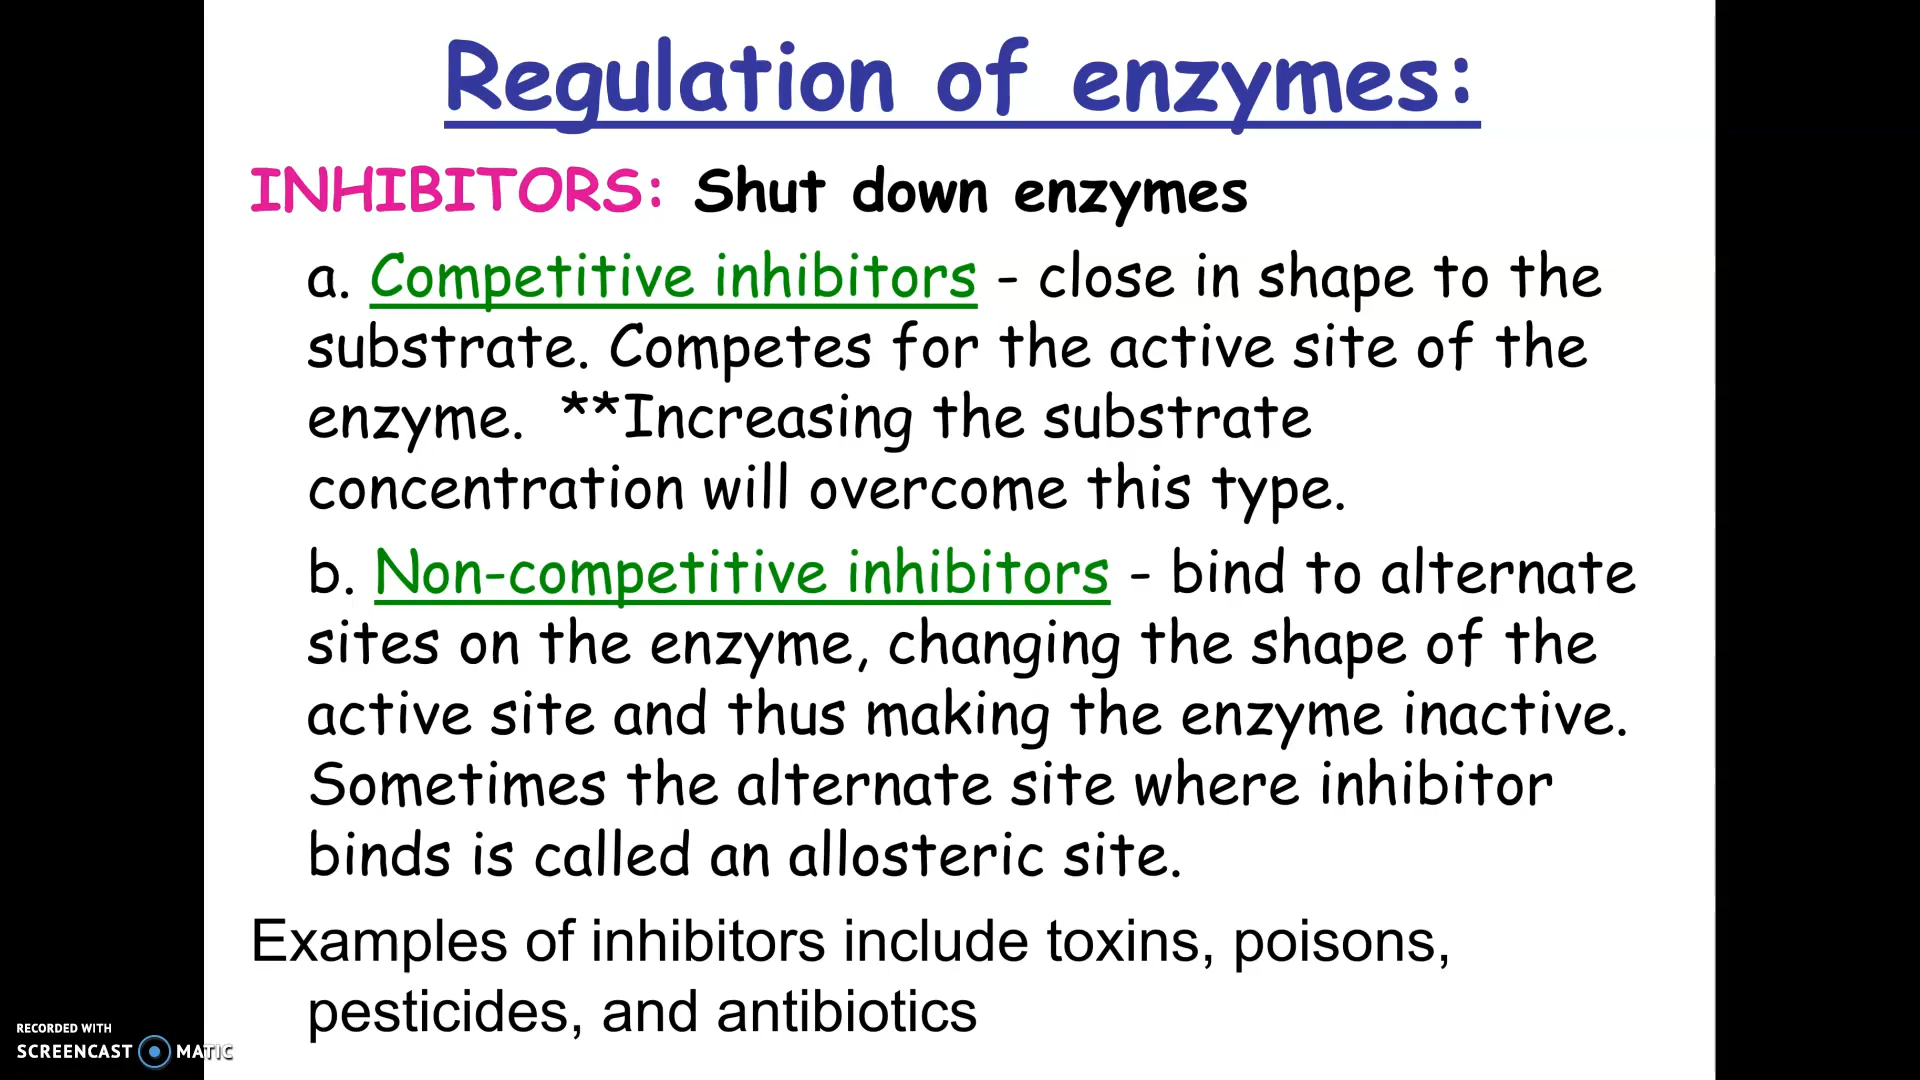 Regulation of enzymes:
INHIBITORS: Shut down enzymes
a. Competitive inhibitors - close in shape to the
substrate. Competes for the active site of the
enzyme. **Increasing the substrate
concentration will overcome this type.
b. Non-competitive inhibitors - bind to alternate
sites on the enzyme, changing the shape of the
active site and thus making the enzyme inactive.
Sometimes the alternate site where inhibitor
binds is called an allosteric site.
Examples of inhibitors include toxins, poisons,
pesticides, and antibiotics
RECORDED WITH
SCREENCAST MATIC